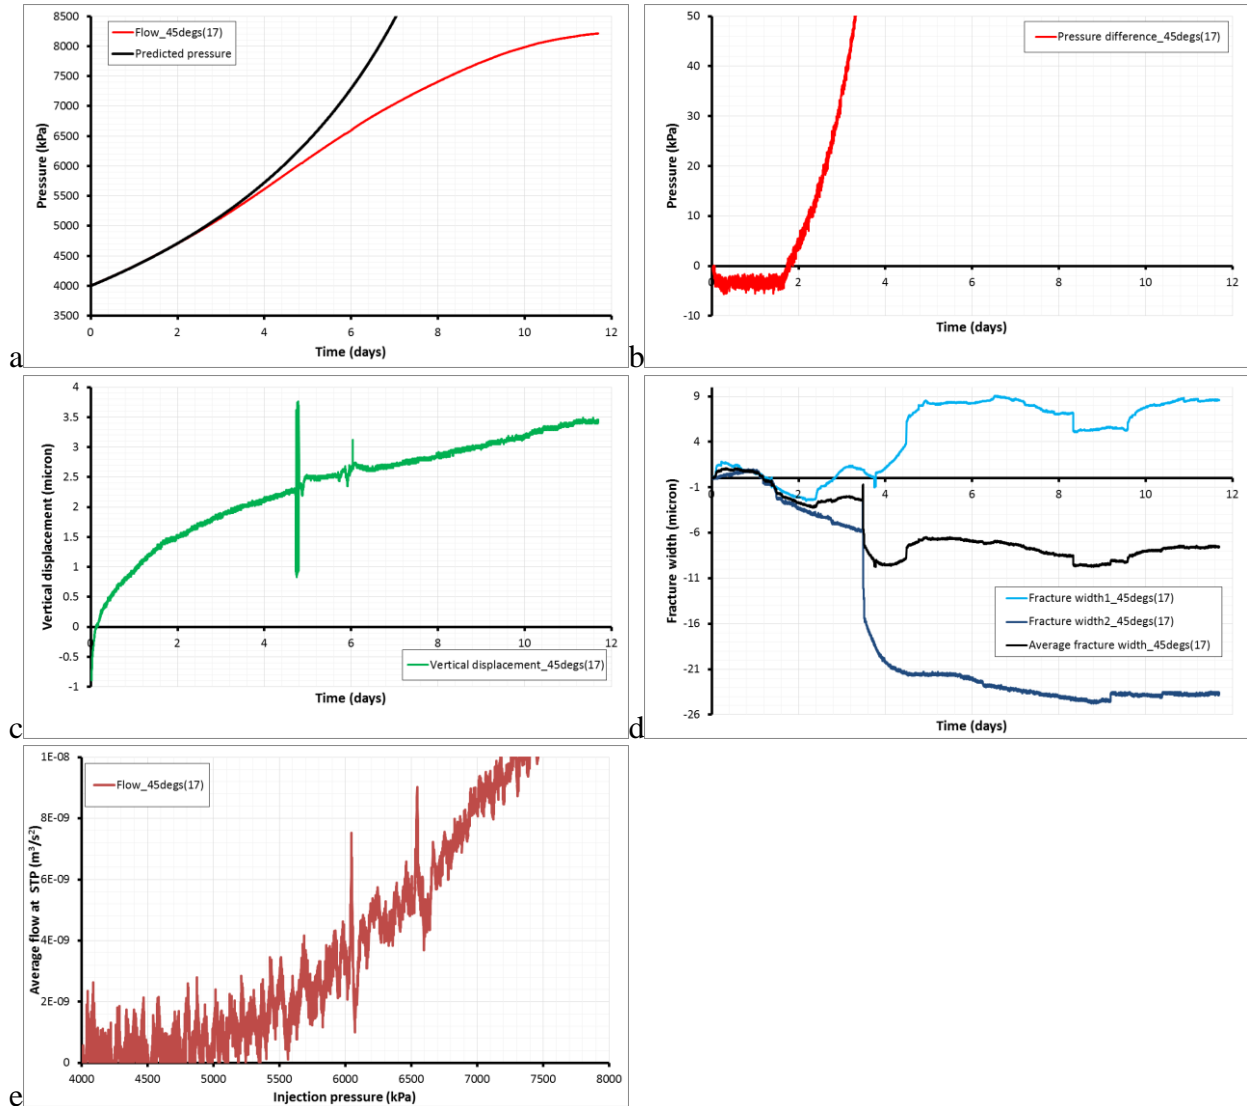 8500
8000
7500
7000
6500
6000
5500
5000
4500
4000
3500
Pressure (kPa)
Flow_45degs(17)
Predicted pressure
0 2 4 6 8 10 12
Time (days)
a
50
40
30
20
10
0
-10
Pressure (kPa)
Pressure difference_45degs(17)
0 2 4 6 8 10 12
Time (days)
b
4
3.5
3
2.5
2
1.5
1
0.5
0
-0.5
-1
Vertical displacement (micron)
0 2 4 6 8 10 12
Vertical displacement_45degs(17)
Time (days)
c
9
4
-1
-6
-11
-16
-21
-26
Fracture width (micron)
0 2 4 6 8 10 12
Fracture width1_45degs(17)
Fracture width2_45degs(17)
Average fracture width_45degs(17)
Time (days)
d
1E-08
8E-09
6E-09
4E-09
2E-09
0
Average flow at STP (m³/s²)
Flow_45degs(17)
4000 4500 5000 5500 6000 6500 7000 7500 8000
Injection pressure (kPa)
e